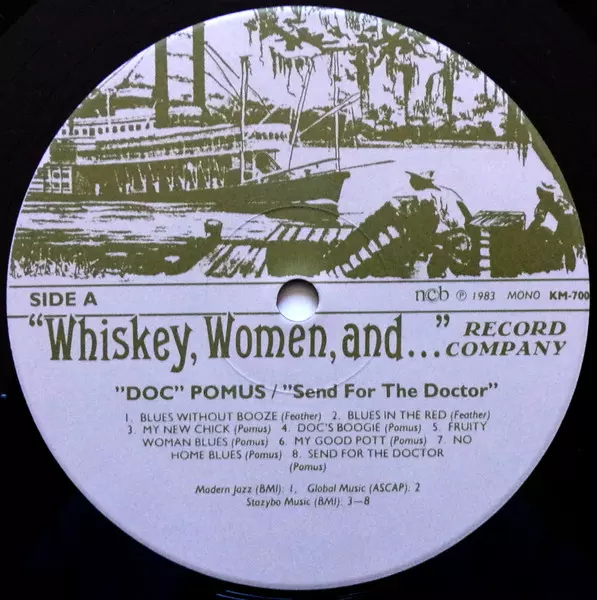 SIDE A
ncb ℗ 1983 MONO KM-700
"Whiskey, Women, and..." RECORD COMPANY
"DOC" POMUS / "Send For The Doctor"
1. BLUES WITHOUT BOOZE (Feather) 2. BLUES IN THE RED (Feather)
3. MY NEW CHICK (Pomus) 4. DOC'S BOOGIE (Pomus) 5. FRUITY
WOMAN BLUES (Pomus) 6. MY GOOD POTT (Pomus) 7. NO
HOME BLUES (Pomus) 8. SEND FOR THE DOCTOR
(Pomus)
Modern Jazz (BMI): 1, Global Music (ASCAP): 2
Stazybo Music (BMI): 3—8